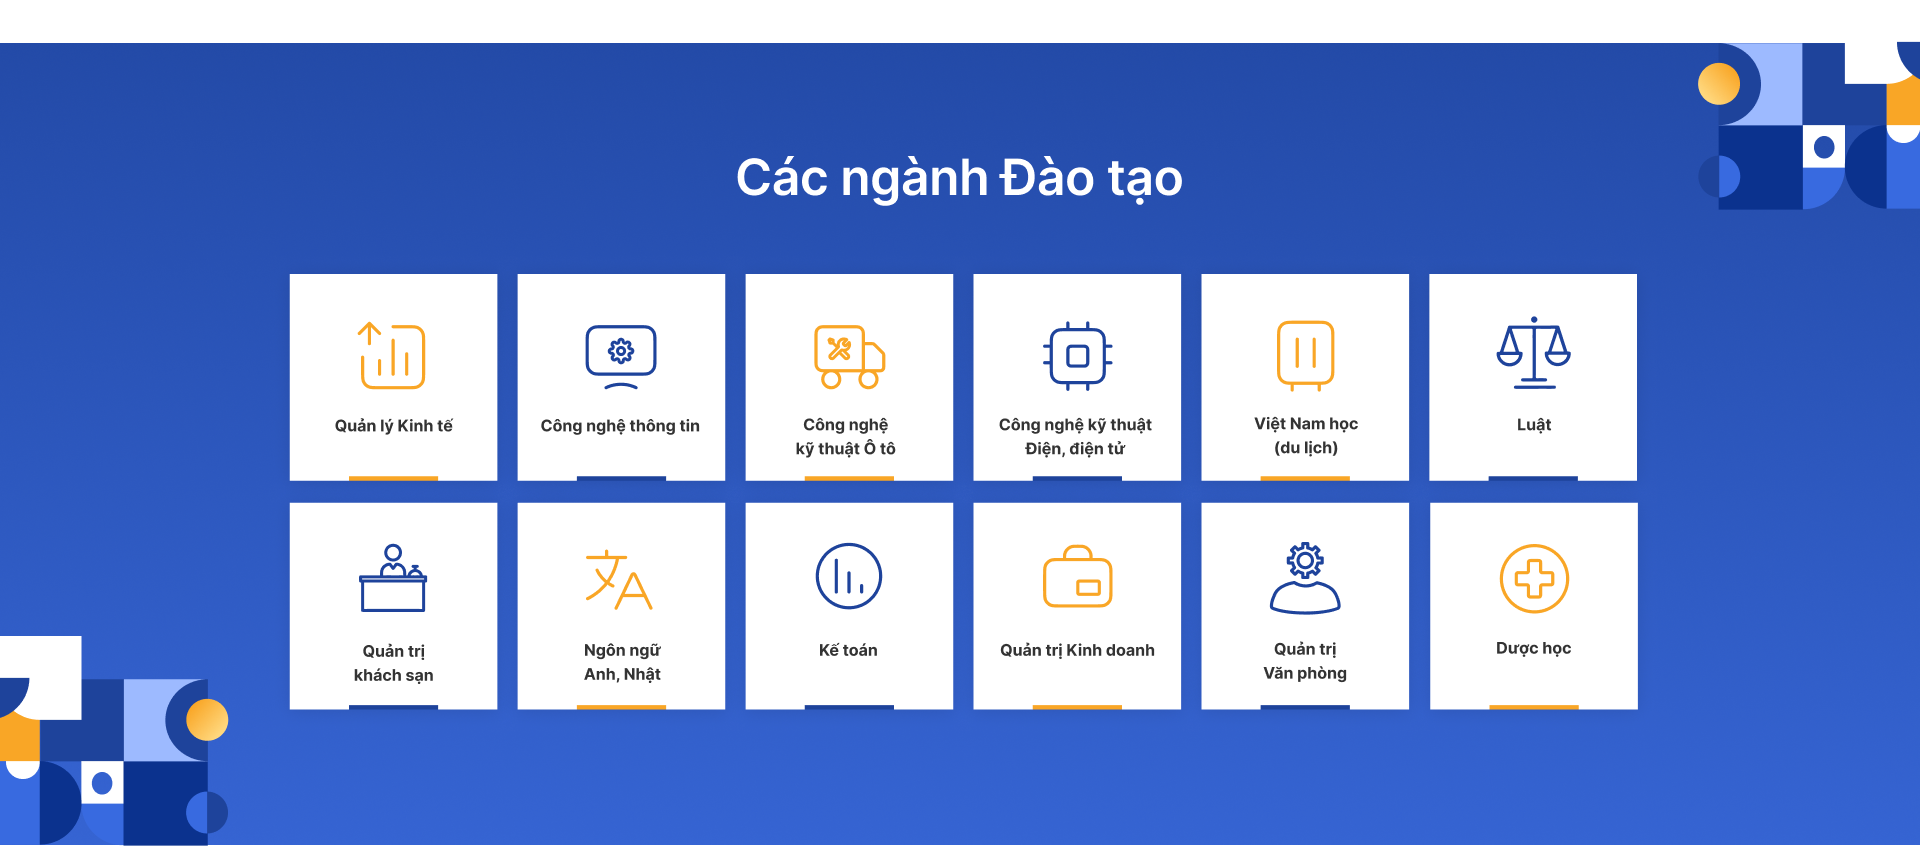 Các ngành Đào tạo
Quản lý Kinh tế
Công nghệ thông tin
Công nghệ
kỹ thuật Ô tô
Công nghệ kỹ thuật
Điện, điện tử
Việt Nam học
(du lịch)
Luật
Quản trị
khách sạn
Ngôn ngữ
Anh, Nhật
Kế toán
Quản trị Kinh doanh
Quản trị
Văn phòng
Dược học